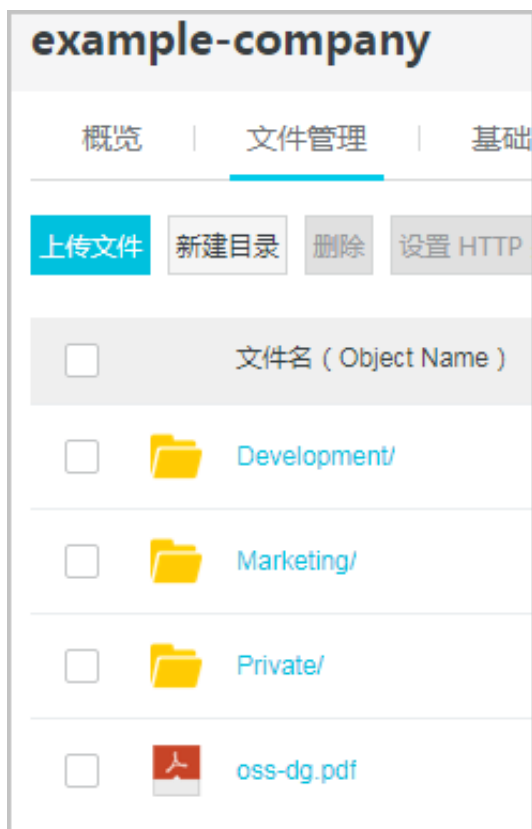 example-company
概览 文件管理 基础
上传文件 新建目录 删除 设置 HTTP
文件名（Object Name）
Development/
Marketing/
Private/
oss-dg.pdf